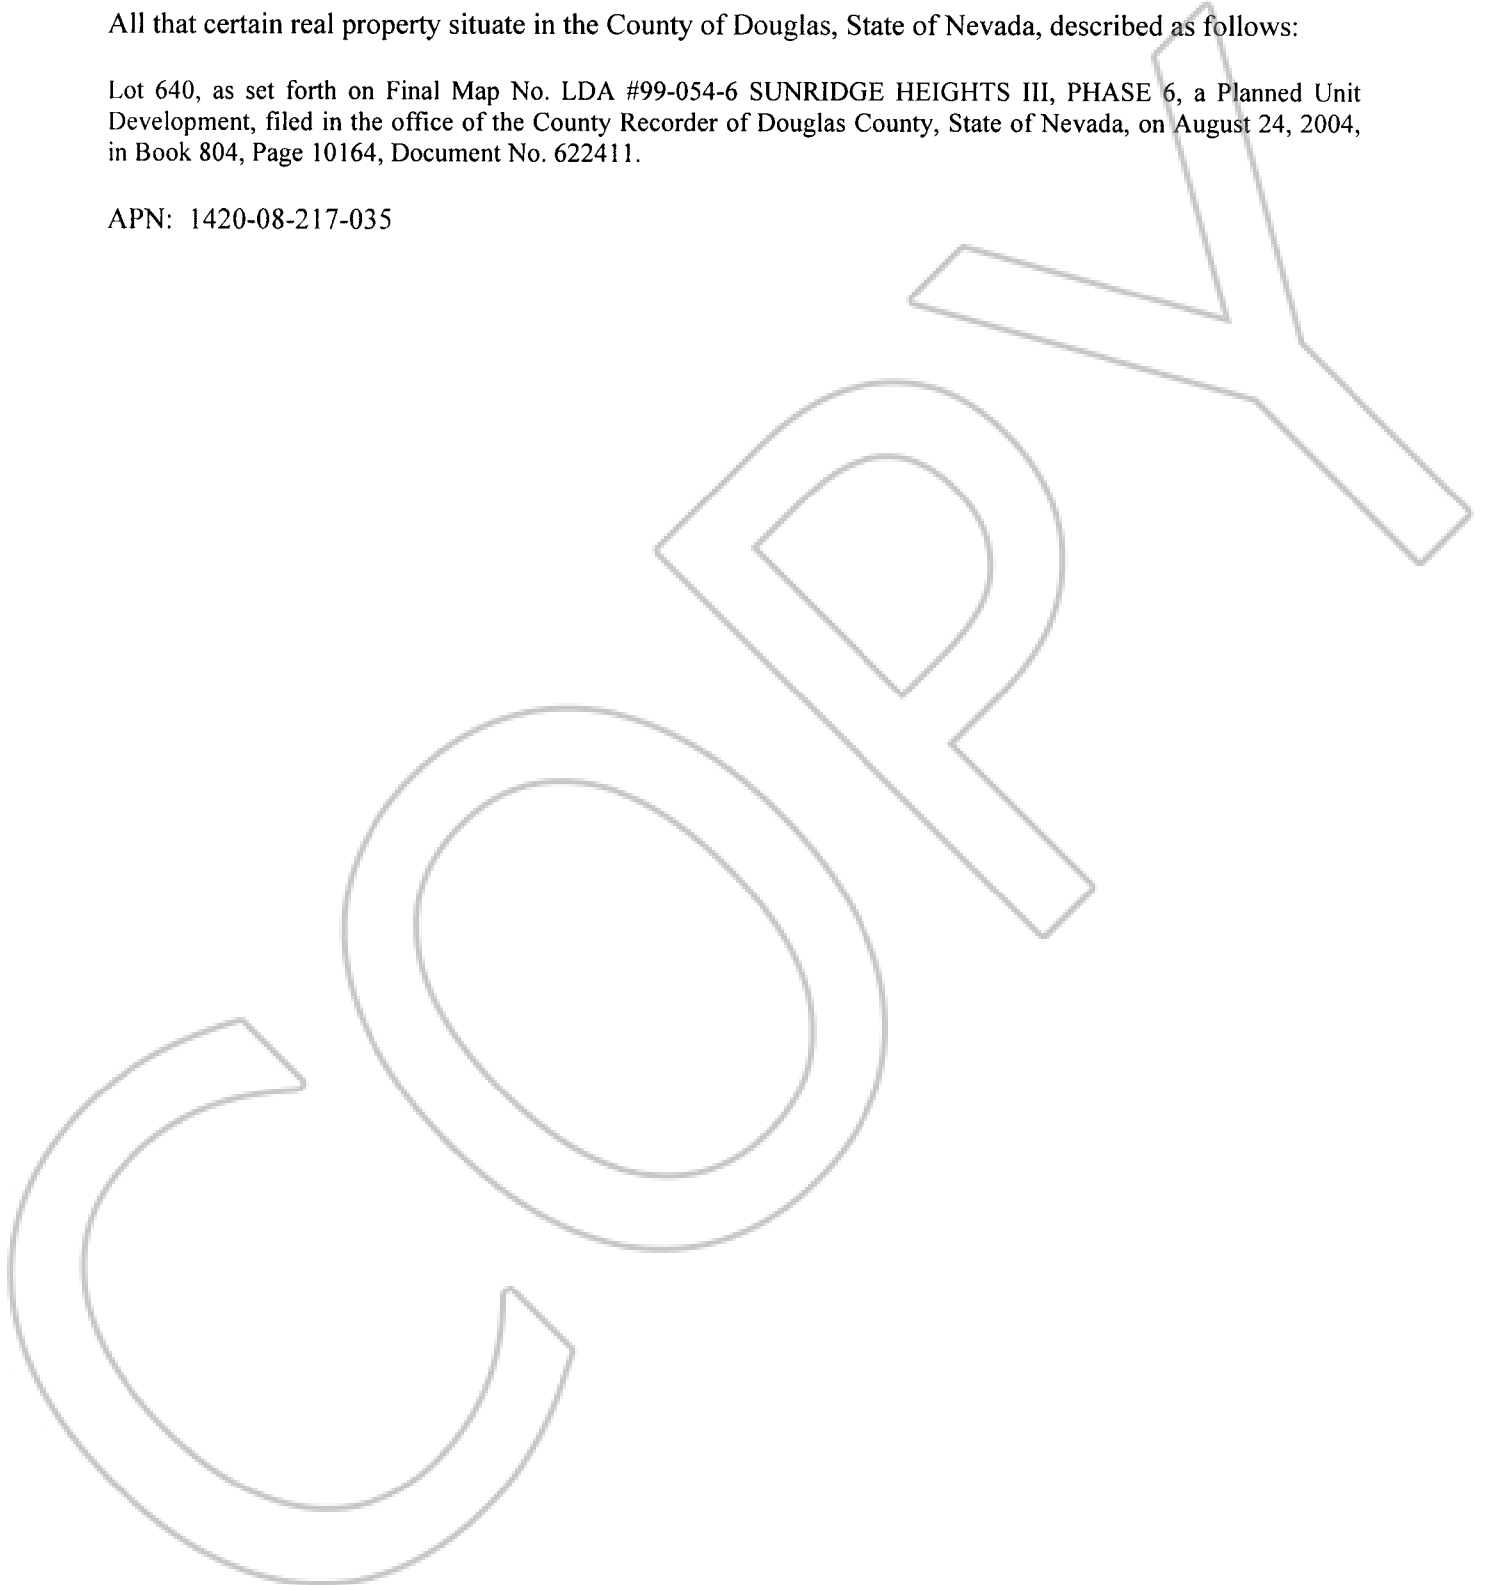 All that certain real property situate in the County of Douglas, State of Nevada, described as follows:
Lot 640, as set forth on Final Map No. LDA #99-054-6 SUNRIDGE HEIGHTS III, PHASE 6, a Planned Unit
Development, filed in the office of the County Recorder of Douglas County, State of Nevada, on August 24, 2004,
in Book 804, Page 10164, Document No. 622411.
APN: 1420-08-217-035
COPY